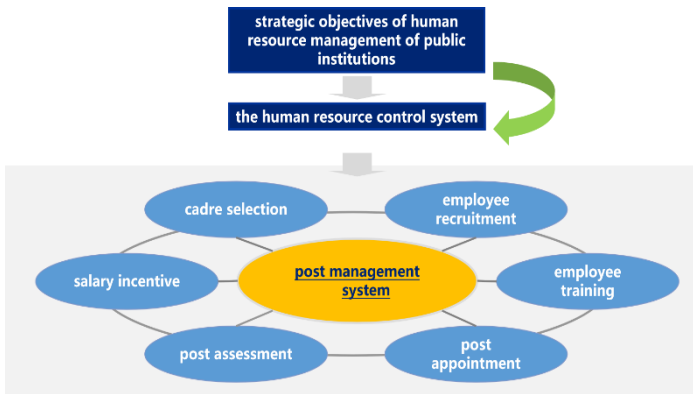 strategic objectives of human
resource management of public
institutions
the human resource control system
cadre selection
employee
recruitment
salary incentive
post management
system
employee
training
post assessment
post
appointment